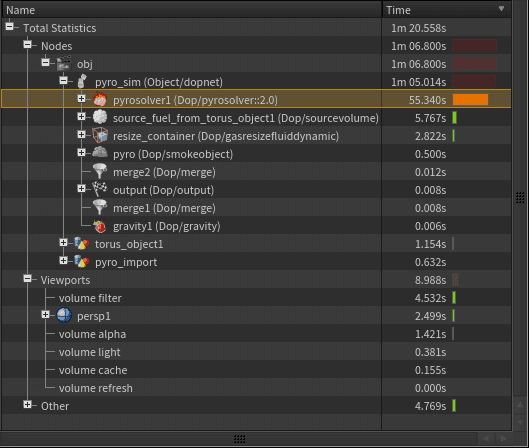 Name Time
Total Statistics 1m 20.558s
Nodes 1m 06.800s
obj 1m 06.800s
pyro_sim (Object/dopnet) 1m 05.014s
pyrosolver1 (Dop/pyrosolver::2.0) 55.340s
source_fuel_from_torus_object1 (Dop/sourcevolume) 5.767s
resize_container (Dop/gasresizefluiddynamic) 2.822s
pyro (Dop/smokeobject) 0.500s
merge2 (Dop/merge) 0.012s
output (Dop/output) 0.008s
merge1 (Dop/merge) 0.008s
gravity1 (Dop/gravity) 0.006s
torus_object1 1.154s
pyro_import 0.632s
Viewports 8.988s
volume filter 4.532s
persp1 2.499s
volume alpha 1.421s
volume light 0.381s
volume cache 0.155s
volume refresh 0.000s
Other 4.769s